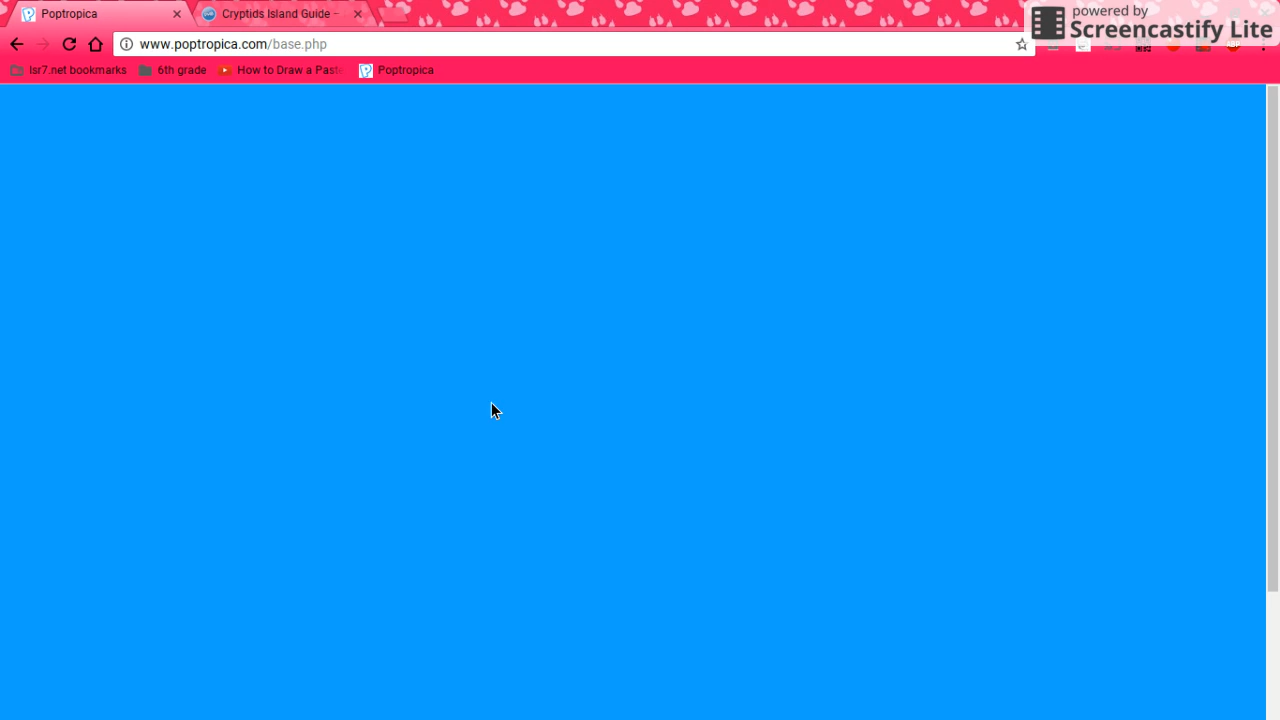 Poptropica
Cryptids Island Guide –
powered by
Screencastify Lite
www.poptropica.com/base.php
lsr7.net bookmarks
6th grade
How to Draw a Paste
Poptropica